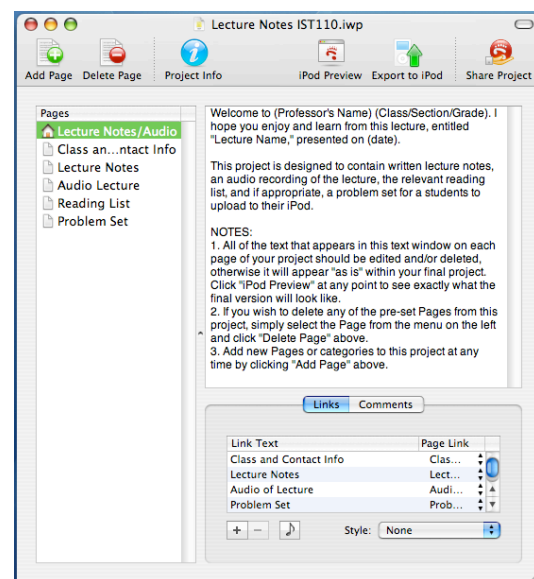 Lecture Notes IST110.iwp
Add Page Delete Page Project Info iPod Preview Export to iPod Share Project
Pages
Lecture Notes/Audio
Class an...ntact Info
Lecture Notes
Audio Lecture
Reading List
Problem Set
Welcome to (Professor's Name) (Class/Section/Grade). I
hope you enjoy and learn from this lecture, entitled
"Lecture Name," presented on (date).
This project is designed to contain written lecture notes,
an audio recording of the lecture, the relevant reading
list, and if appropriate, a problem set for a students to
upload to their iPod.
NOTES:
1. All of the text that appears in this text window on each
page of your project should be edited and/or deleted,
otherwise it will appear "as is" within your final project.
Click "iPod Preview" at any point to see exactly what the
final version will look like.
2. If you wish to delete any of the pre-set Pages from this
project, simply select the Page from the menu on the left
and click "Delete Page" above.
3. Add new Pages or categories to this project at any
time by clicking "Add Page" above.
Links Comments
Link Text Page Link
Class and Contact Info Clas...
Lecture Notes Lect...
Audio of Lecture Audi...
Problem Set Prob...
Style: None